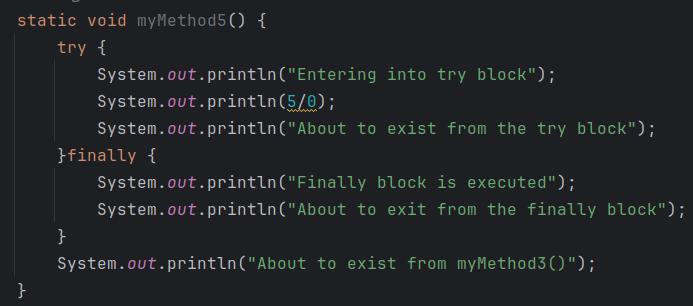 static void myMethod5() {
    try {
        System.out.println("Entering into try block");
        System.out.println(5/0);
        System.out.println("About to exist from the try block");
    }finally {
        System.out.println("Finally block is executed");
        System.out.println("About to exit from the finally block");
    }
    System.out.println("About to exist from myMethod3()");
}